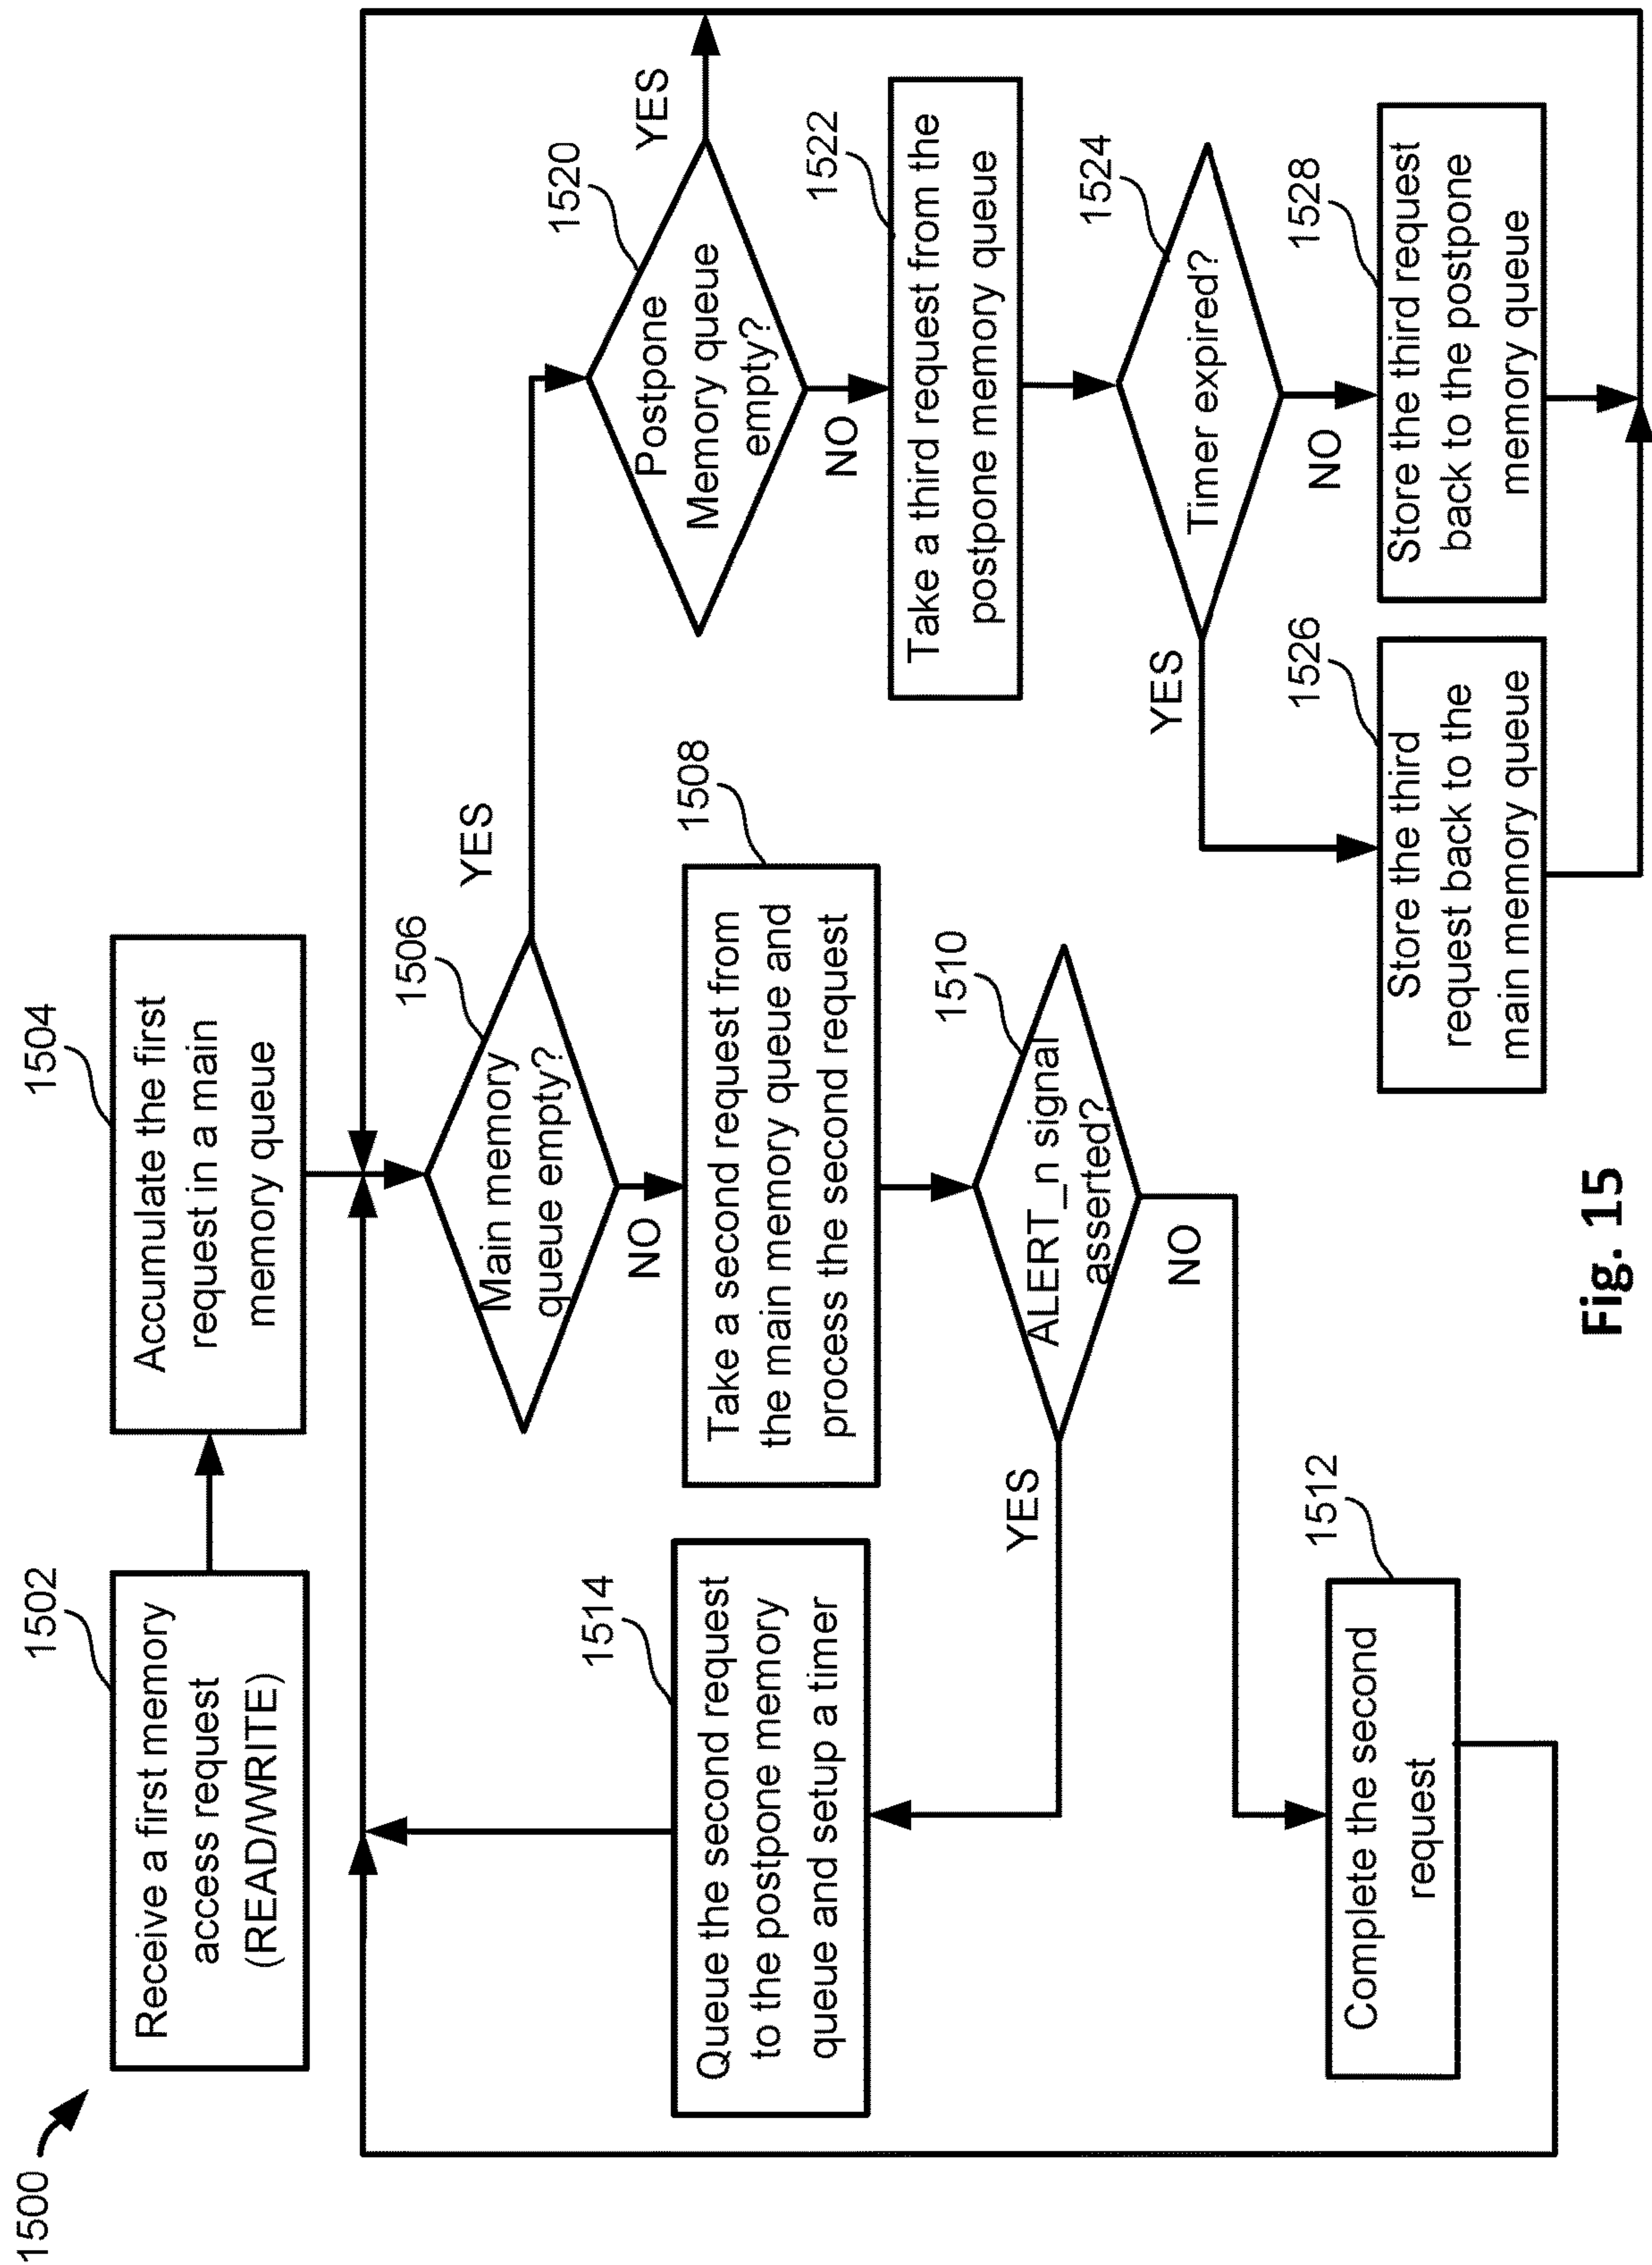 1500
1502
Receive a first memory
access request
(READ/WRITE)
1504
Accumulate the first
request in a main
memory queue
1506
Main memory
queue empty?
YES
NO
1508
Take a second request from
the main memory queue and
process the second request
1510
ALERT_n signal
asserted?
YES
NO
1514
Queue the second request
to the postpone memory
queue and setup a timer
1512
Complete the second
request
1520
Postpone
Memory queue
empty?
YES
NO
1522
Take a third request from the
postpone memory queue
1524
Timer expired?
YES
NO
1526
Store the third
request back to the
main memory queue
1528
Store the third request
back to the postpone
memory queue
Fig. 15